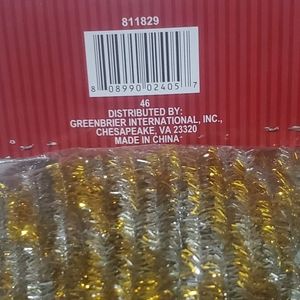 811829
8 08990 02405 7
46
DISTRIBUTED BY:
GREENBRIER INTERNATIONAL, INC.,
CHESAPEAKE, VA 23320
MADE IN CHINA